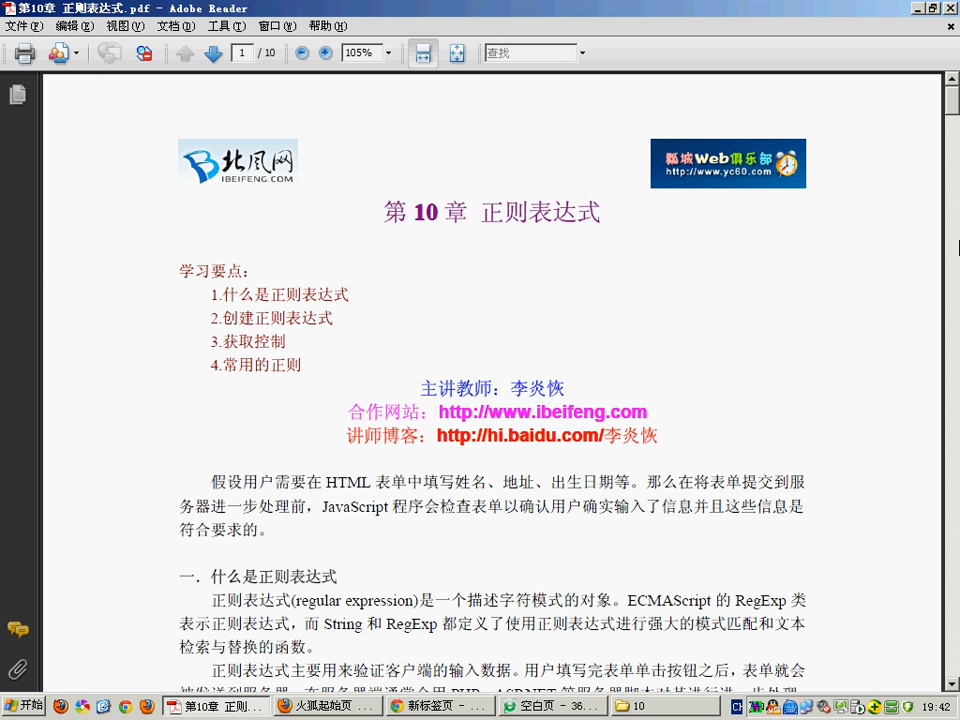 第10章 正则表达式.pdf - Adobe Reader
文件(F) 编辑(E) 视图(V) 文档(D) 工具(T) 窗口(W) 帮助(H)
1 / 10 105% 查找
北风网 IBEIFENG.COM
瓢城Web俱乐部
http://www.yc60.com
第 10 章 正则表达式
学习要点：
1.什么是正则表达式
2.创建正则表达式
3.获取控制
4.常用的正则
主讲教师：李炎恢
合作网站：http://www.ibeifeng.com
讲师博客：http://hi.baidu.com/李炎恢
假设用户需要在 HTML 表单中填写姓名、地址、出生日期等。那么在将表单提交到服
务器进一步处理前，JavaScript 程序会检查表单以确认用户确实输入了信息并且这些信息是
符合要求的。
一．什么是正则表达式
正则表达式(regular expression)是一个描述字符模式的对象。ECMAScript 的 RegExp 类
表示正则表达式，而 String 和 RegExp 都定义了使用正则表达式进行强大的模式匹配和文本
检索与替换的函数。
正则表达式主要用来验证客户端的输入数据。用户填写完表单单击按钮之后，表单就会
开始 第10章 正则... 火狐起始页 ... 新标签页 - ... 空白页 - 36... 10 CH 19:42